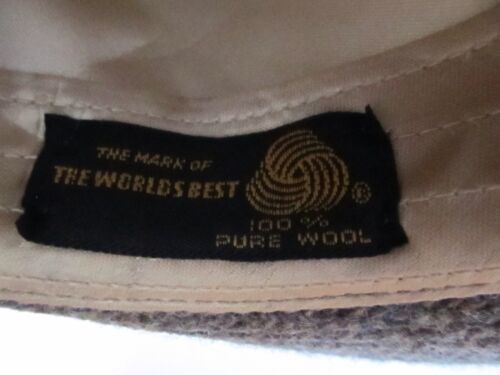 THE MARK OF
THE WORLDS BEST
®
100%
PURE WOOL